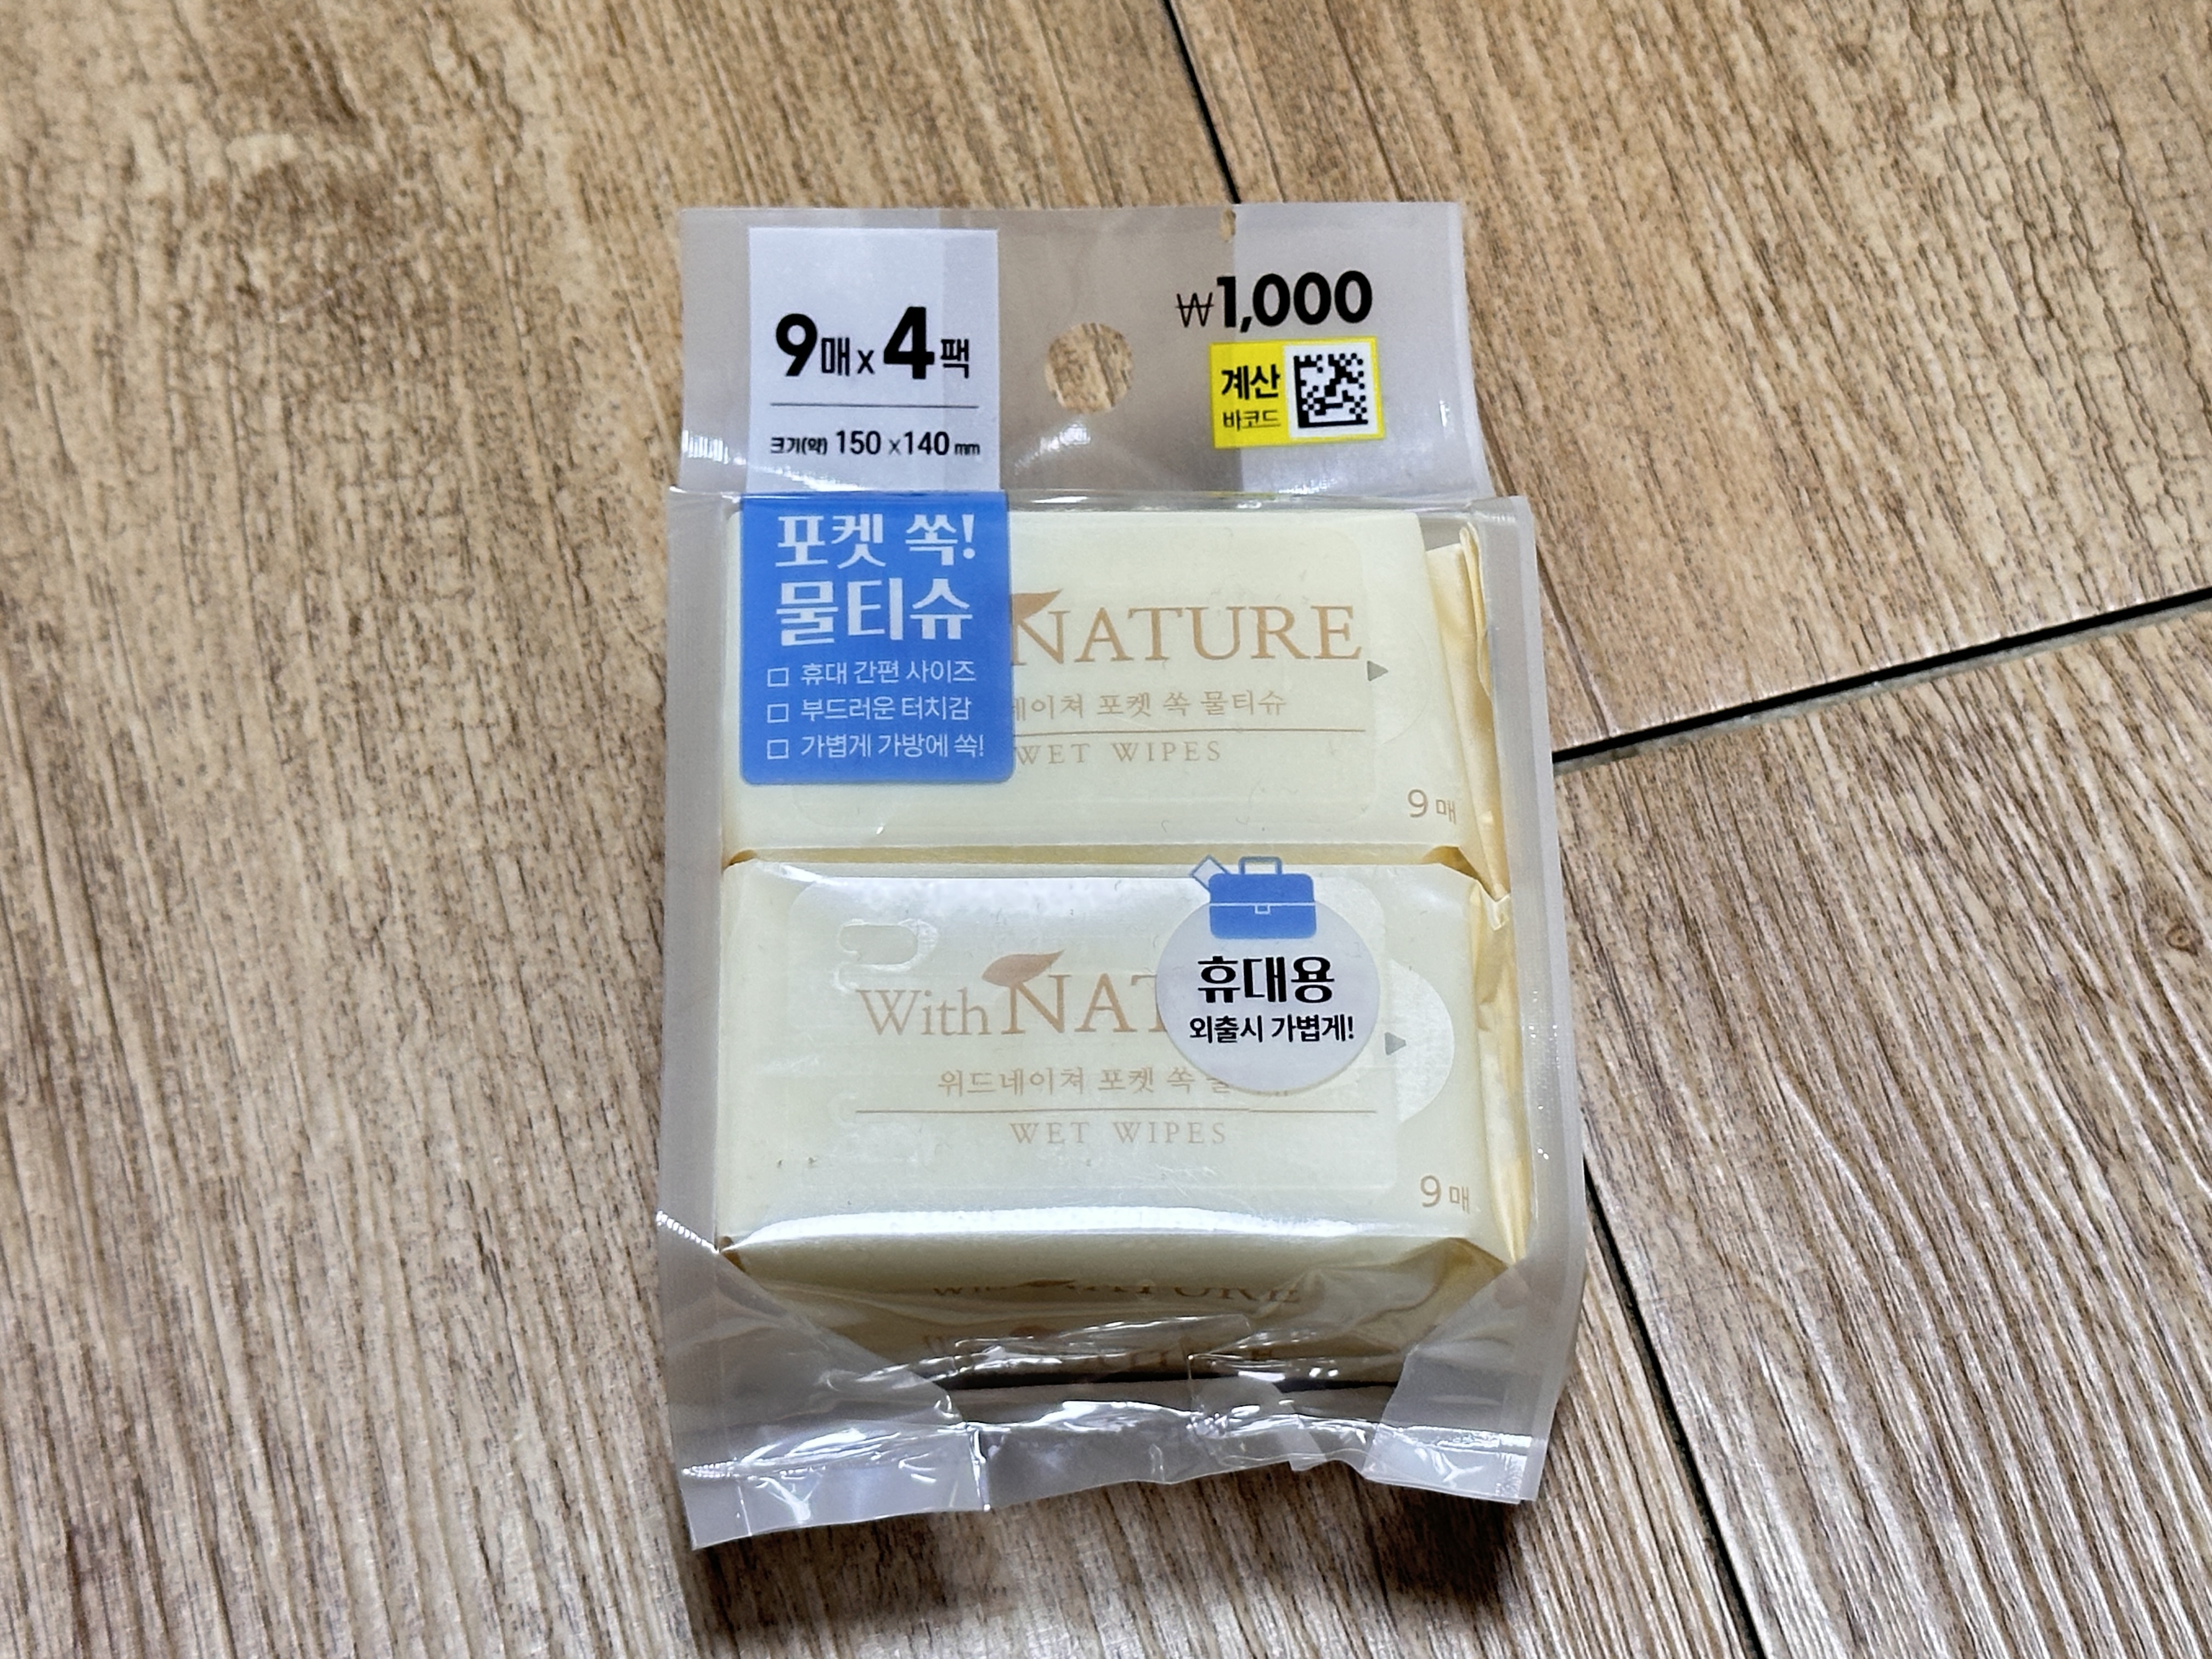 9매 x 4팩
크기(약) 150 x 140 mm
₩1,000
계산
바코드
포켓 쏙!
물티슈
휴대 간편 사이즈
부드러운 터치감
가볍게 가방에 쏙!
NATURE
네이쳐 포켓 쏙 물티슈
WET WIPES
9 매
휴대용
외출시 가볍게!
With NAT
위드네이쳐 포켓 쏙
WET WIPES
9 매
With NATURE